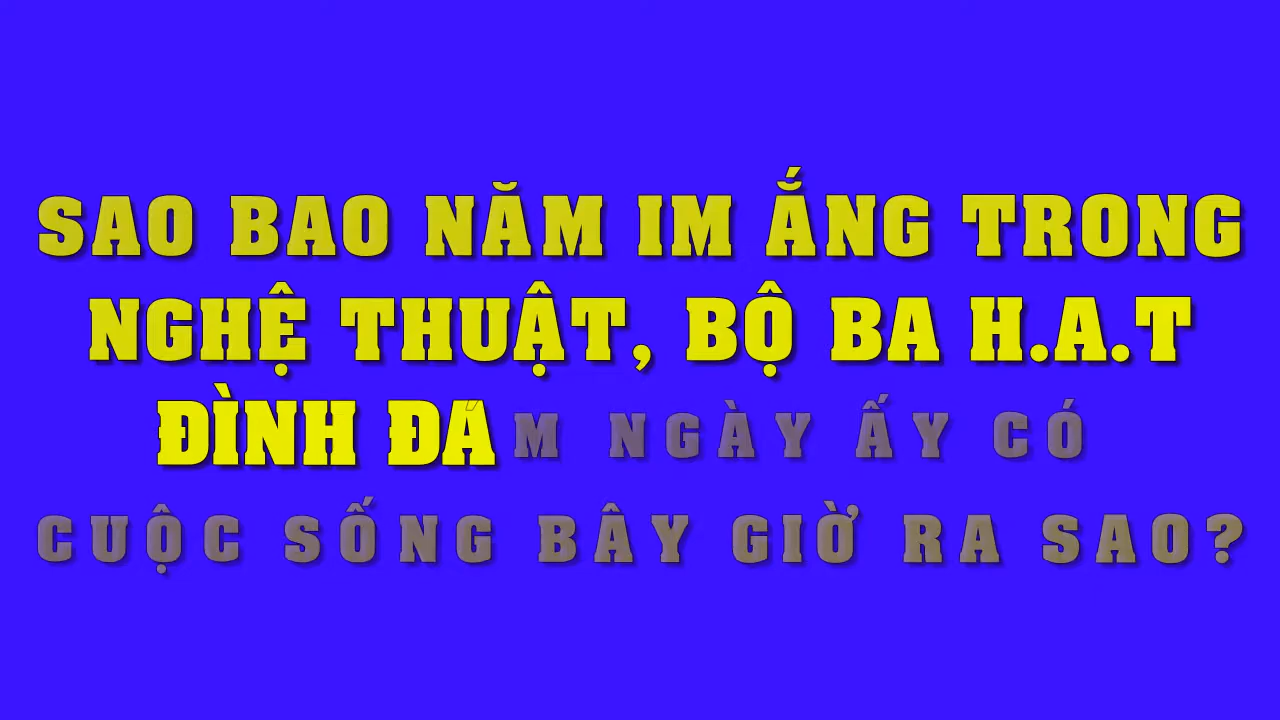 SAO BAO NĂM IM ẮNG TRONG
NGHỆ THUẬT, BỘ BA H.A.T
ĐÌNH ĐÁM NGÀY ẤY CÓ
CUỘC SỐNG BÂY GIỜ RA SAO?